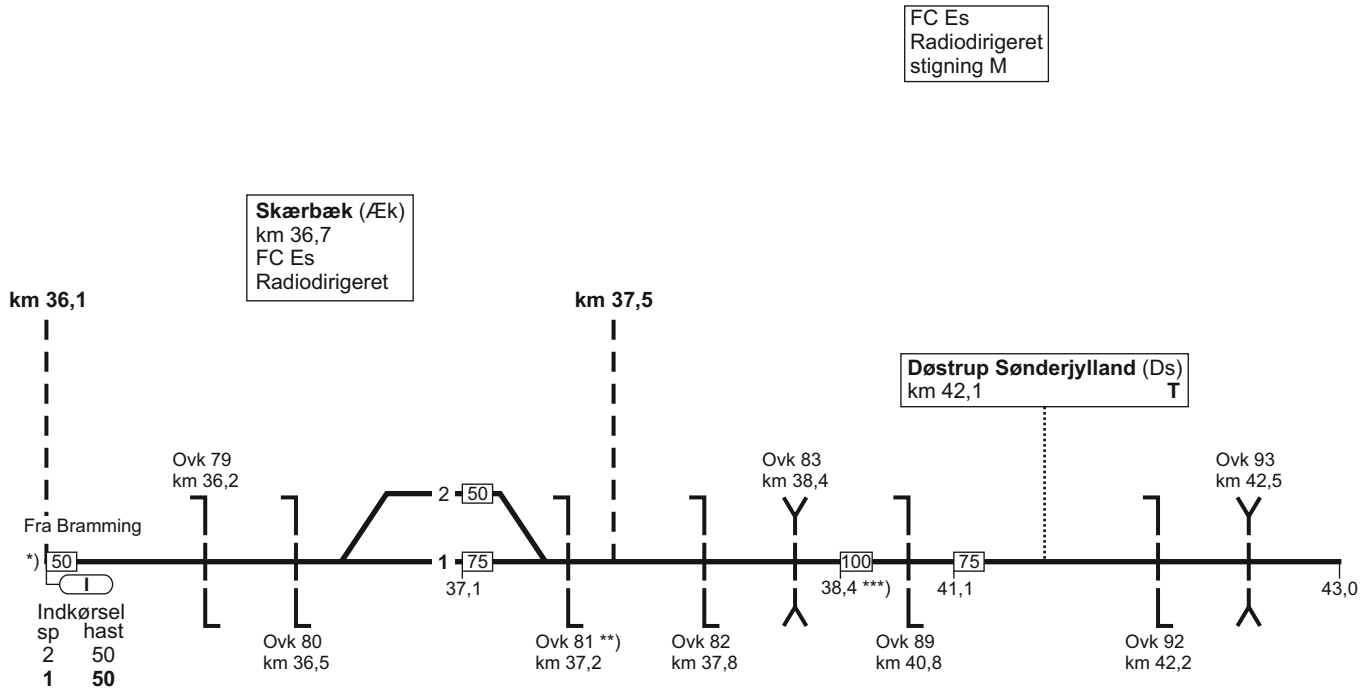 FC Es
Radiodirigeret
stigning M
Skærbæk (Æk)
km 36,7
FC Es
Radiodirigeret
km 36,1
km 37,5
Døstrup Sønderjylland (Ds)
km 42,1 T
Ovk 79
km 36,2
Ovk 83
km 38,4
Ovk 93
km 42,5
2 50
Fra Bramming
*) 50
1 75
100
75
I
37,1
38,4 ***)
41,1
43,0
Indkørsel
sp hast
2 50
1 50
Ovk 80
km 36,5
Ovk 81 **)
km 37,2
Ovk 82
km 37,8
Ovk 89
km 40,8
Ovk 92
km 42,2